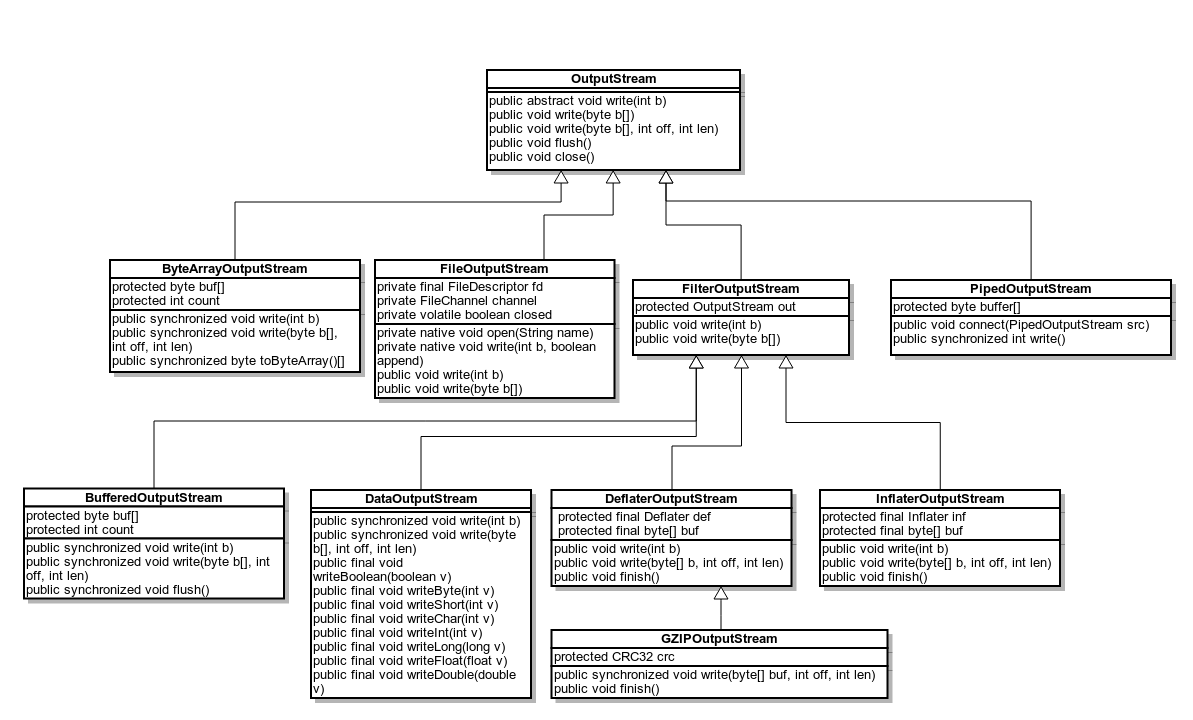 OutputStream
public abstract void write(int b)
public void write(byte b[])
public void write(byte b[], int off, int len)
public void flush()
public void close()
ByteArrayOutputStream
protected byte buf[]
protected int count
public synchronized void write(int b)
public synchronized void write(byte b[],
int off, int len)
public synchronized byte toByteArray()[]
FileOutputStream
private final FileDescriptor fd
private FileChannel channel
private volatile boolean closed
private native void open(String name)
private native void write(int b, boolean
append)
public void write(int b)
public void write(byte b[])
FilterOutputStream
protected OutputStream out
public void write(int b)
public void write(byte b[])
PipedOutputStream
protected byte buffer[]
public void connect(PipedOutputStream src)
public synchronized int write()
BufferedOutputStream
protected byte buf[]
protected int count
public synchronized void write(int b)
public synchronized void write(byte b[], int
off, int len)
public synchronized void flush()
DataOutputStream
public synchronized void write(int b)
public synchronized void write(byte
b[], int off, int len)
public final void
writeBoolean(boolean v)
public final void writeByte(int v)
public final void writeShort(int v)
public final void writeChar(int v)
public final void writeInt(int v)
public final void writeLong(long v)
public final void writeFloat(float v)
public final void writeDouble(double
v)
DeflaterOutputStream
protected final Deflater def
protected final byte[] buf
public void write(int b)
public void write(byte[] b, int off, int len)
public void finish()
InflaterOutputStream
protected final Inflater inf
protected final byte[] buf
public void write(int b)
public void write(byte[] b, int off, int len)
public void finish()
GZIPOutputStream
protected CRC32 crc
public synchronized void write(byte[] buf, int off, int len)
public void finish()